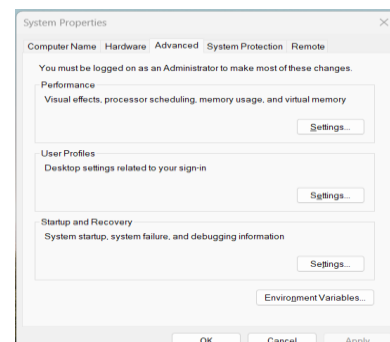 System Properties
Computer Name Hardware Advanced System Protection Remote
You must be logged on as an Administrator to make most of these changes.
Performance
Visual effects, processor scheduling, memory usage, and virtual memory
Settings...
User Profiles
Desktop settings related to your sign-in
Settings...
Startup and Recovery
System startup, system failure, and debugging information
Settings...
Environment Variables...
OK Cancel Apply